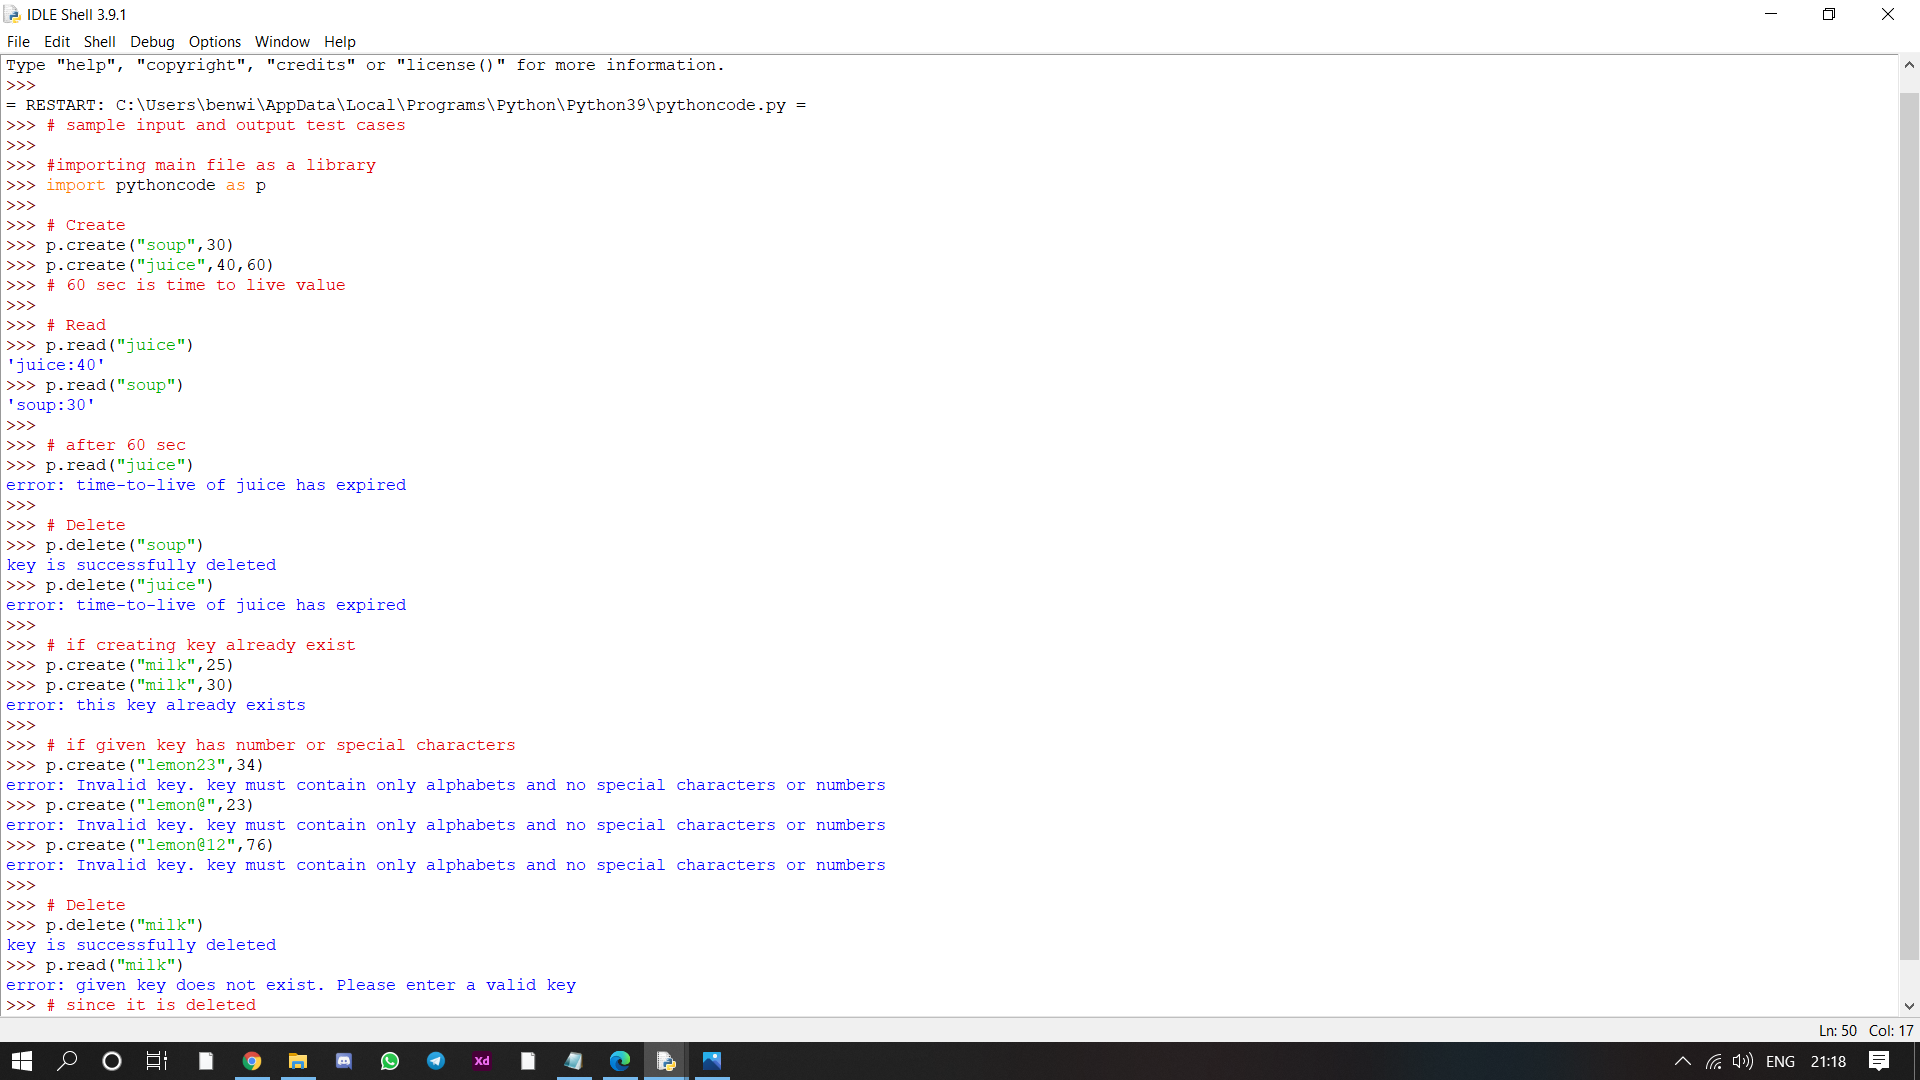 IDLE Shell 3.9.1
File Edit Shell Debug Options Window Help
Type "help", "copyright", "credits" or "license()" for more information.
>>>
= RESTART: C:\Users\benwi\AppData\Local\Programs\Python\Python39\pythoncode.py =
>>> # sample input and output test cases
>>>
>>> #importing main file as a library
>>> import pythoncode as p
>>>
>>> # Create
>>> p.create("soup",30)
>>> p.create("juice",40,60)
>>> # 60 sec is time to live value
>>>
>>> # Read
>>> p.read("juice")
'juice:40'
>>> p.read("soup")
'soup:30'
>>>
>>> # after 60 sec
>>> p.read("juice")
error: time-to-live of juice has expired
>>>
>>> # Delete
>>> p.delete("soup")
key is successfully deleted
>>> p.delete("juice")
error: time-to-live of juice has expired
>>>
>>> # if creating key already exist
>>> p.create("milk",25)
>>> p.create("milk",30)
error: this key already exists
>>>
>>> # if given key has number or special characters
>>> p.create("lemon23",34)
error: Invalid key. key must contain only alphabets and no special characters or numbers
>>> p.create("lemon@",23)
error: Invalid key. key must contain only alphabets and no special characters or numbers
>>> p.create("lemon@12",76)
error: Invalid key. key must contain only alphabets and no special characters or numbers
>>>
>>> # Delete
>>> p.delete("milk")
key is successfully deleted
>>> p.read("milk")
error: given key does not exist. Please enter a valid key
>>> # since it is deleted
Ln: 50 Col: 17
Xd
ENG 21:18